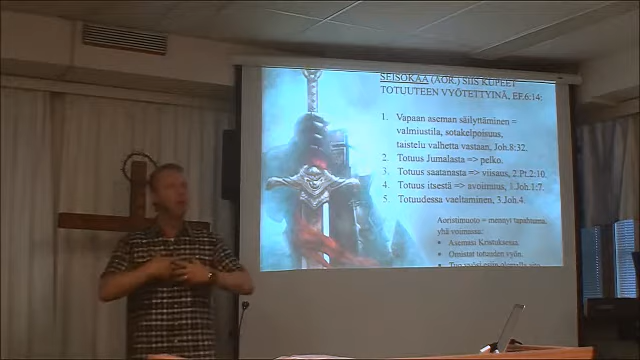 SEISOKAA (AOR.) SIIS KUPEET
TOTUUTEEN VYÖTETTYINÄ, EF.6:14:
1. Vapaan aseman säilyttäminen =
valmiustila, sotakelpoisuus,
taistelu valhetta vastaan, Joh.8:32.
2. Totuus Jumalasta => pelko.
3. Totuus saatanasta => viisaus, 2.Pt.2:10.
4. Totuus itsestä => avoimuus, 1.Joh.1:7.
5. Totuudessa vaeltaminen, 3.Joh.4.
Aoristimuoto = mennyt tapahtuma,
yhä voimassa:
• Asemasi Kristuksessa.
• Omistat totuuden vyön.